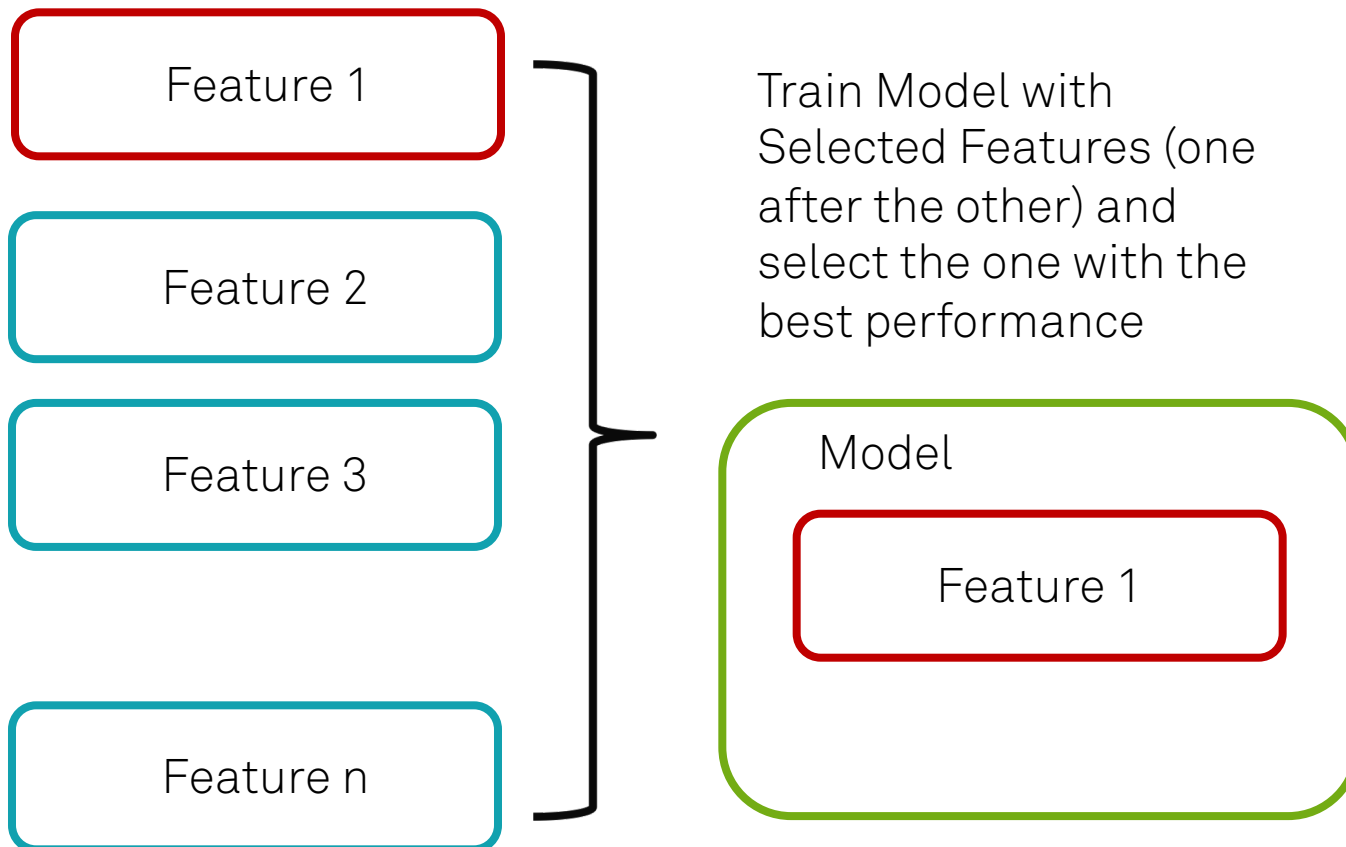 Feature 1
Feature 2
Feature 3
Feature n
Train Model with
Selected Features (one
after the other) and
select the one with the
best performance
Model
Feature 1